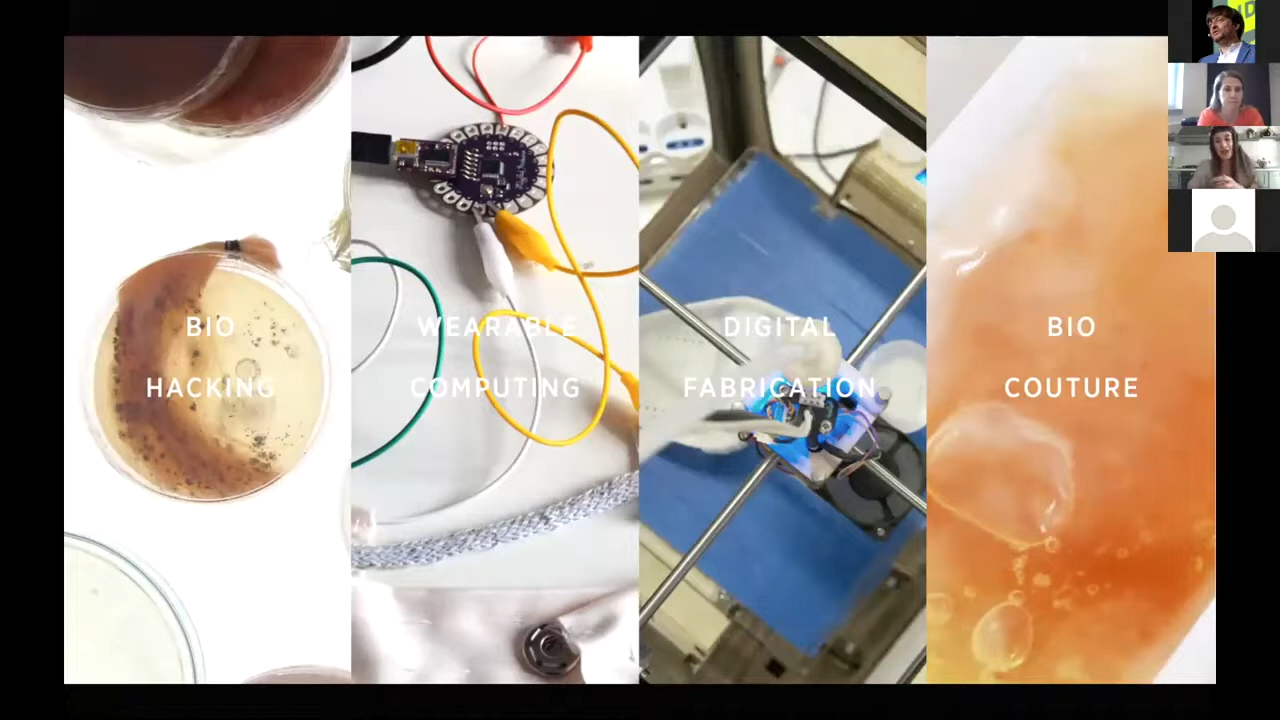 BIO
HACKING
WEARABLE
COMPUTING
DIGITAL
FABRICATION
BIO
COUTURE